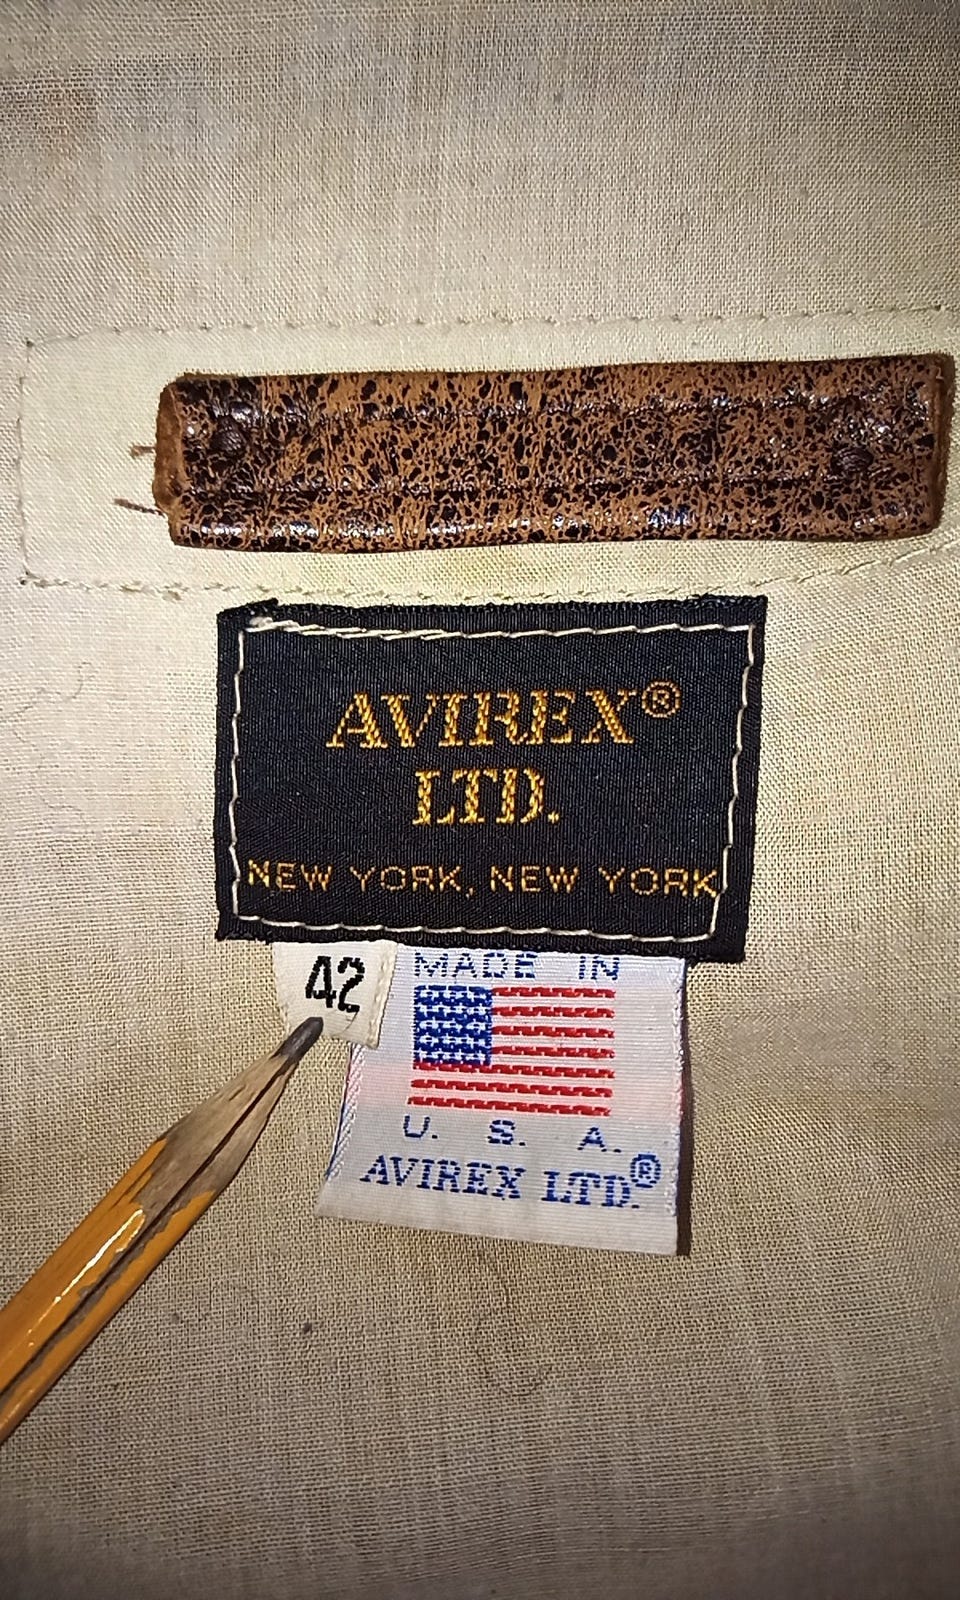 AVIREX®
LTD.
NEW YORK, NEW YORK
42
MADE IN
U. S. A.
AVIREX LTD.®